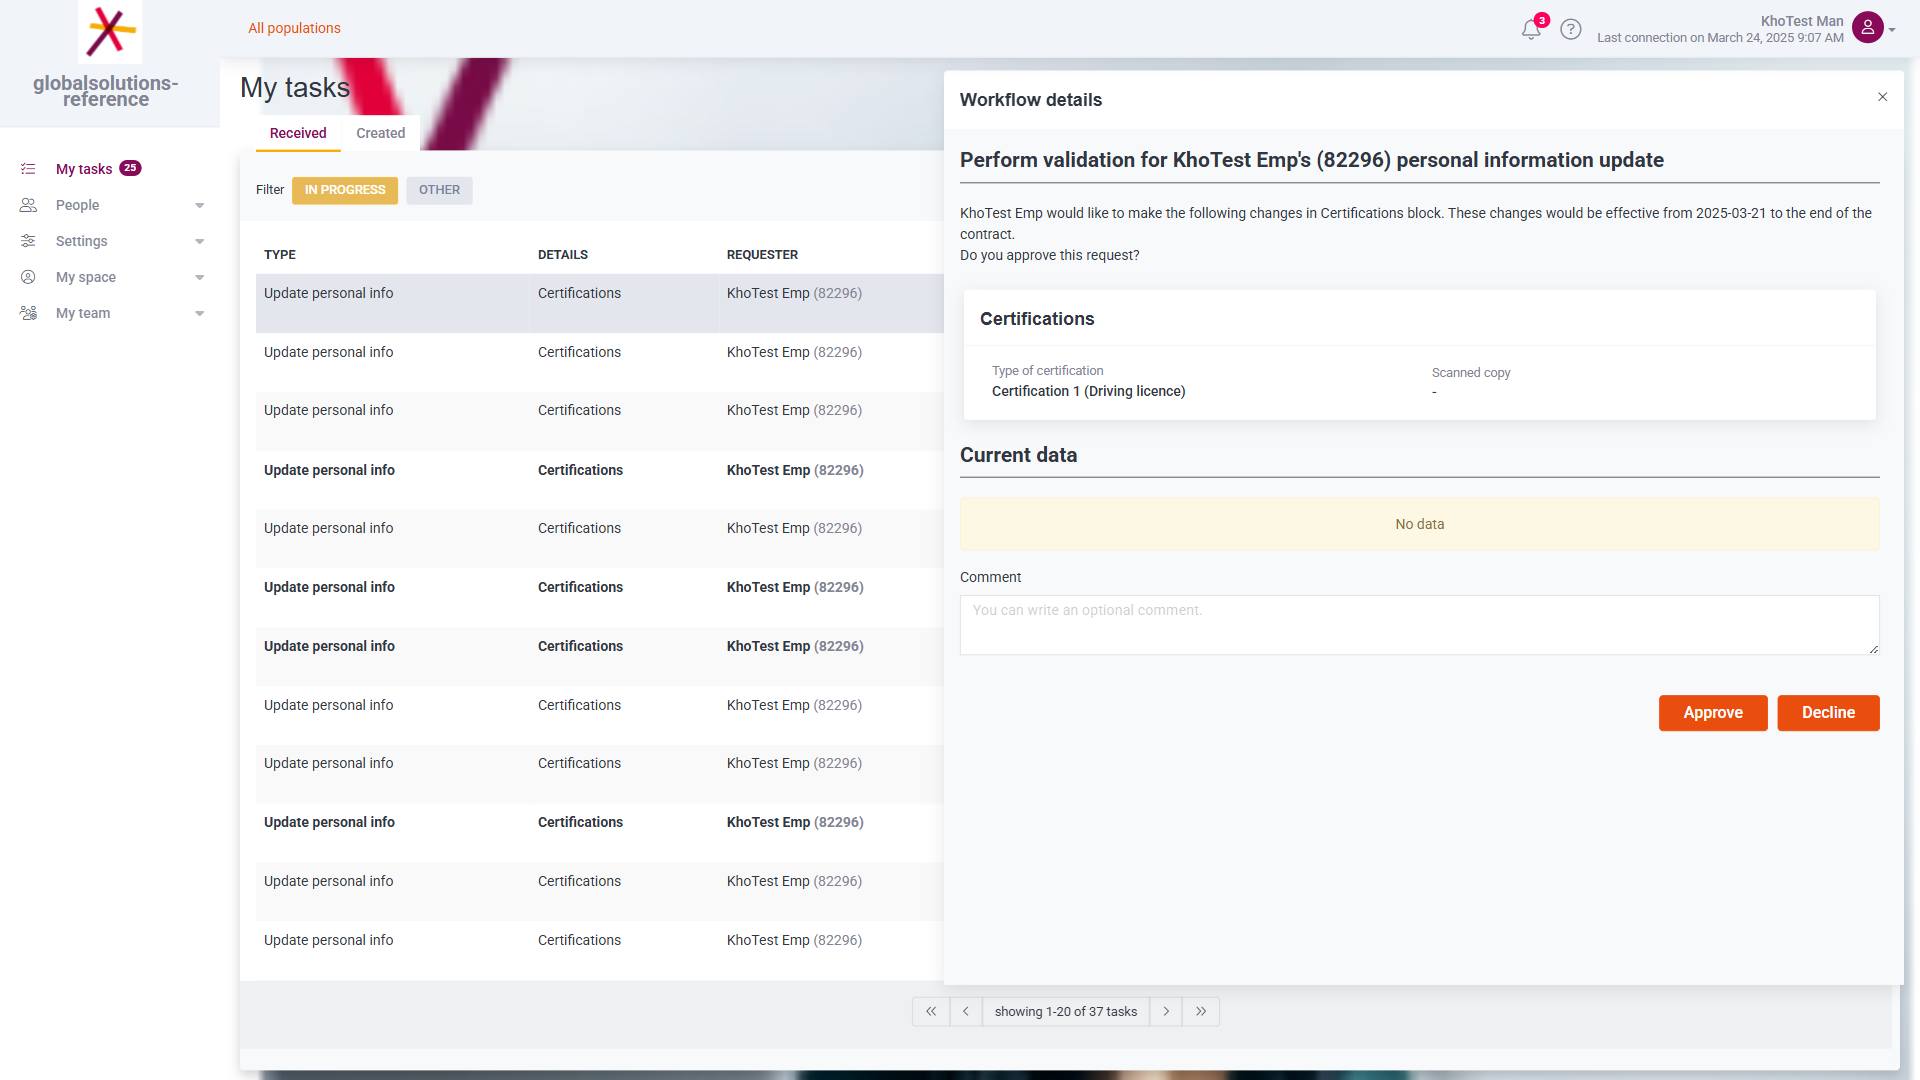 globalsolutions-
reference
My tasks 25
People
Settings
My space
My team
All populations
3
?
KhoTest Man
Last connection on March 24, 2025 9:07 AM
My tasks
Received Created
Filter IN PROGRESS OTHER
TYPE DETAILS REQUESTER
Update personal info Certifications KhoTest Emp (82296)
Update personal info Certifications KhoTest Emp (82296)
Update personal info Certifications KhoTest Emp (82296)
Update personal info Certifications KhoTest Emp (82296)
Update personal info Certifications KhoTest Emp (82296)
Update personal info Certifications KhoTest Emp (82296)
Update personal info Certifications KhoTest Emp (82296)
Update personal info Certifications KhoTest Emp (82296)
Update personal info Certifications KhoTest Emp (82296)
Update personal info Certifications KhoTest Emp (82296)
Update personal info Certifications KhoTest Emp (82296)
Update personal info Certifications KhoTest Emp (82296)
showing 1-20 of 37 tasks
Workflow details
Perform validation for KhoTest Emp's (82296) personal information update
KhoTest Emp would like to make the following changes in Certifications block. These changes would be effective from 2025-03-21 to the end of the
contract.
Do you approve this request?
Certifications
Type of certification Scanned copy
Certification 1 (Driving licence) -
Current data
No data
Comment
You can write an optional comment.
Approve Decline